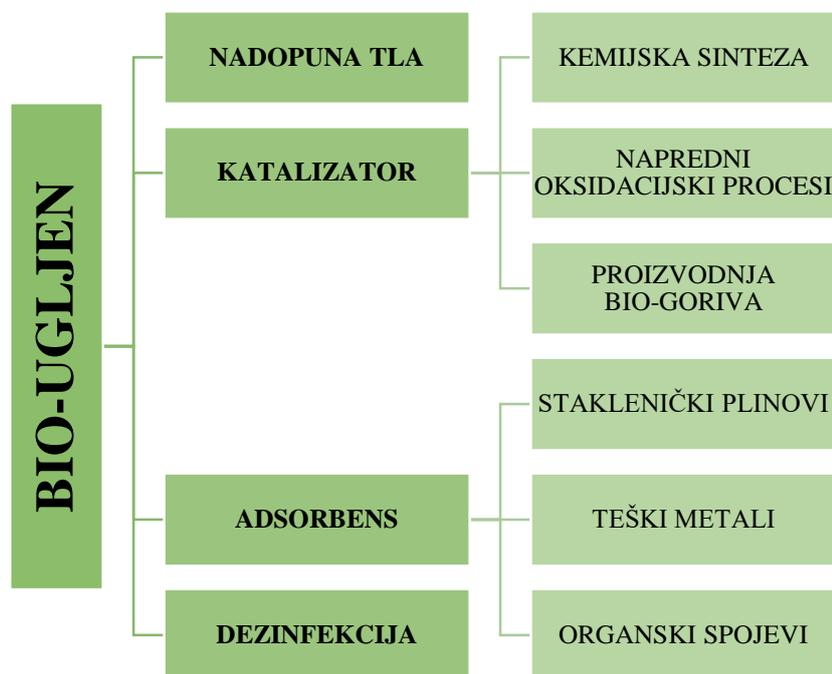 BIO-UGLJEN
NADOPUNA TLA
KATALIZATOR
KEMIJSKA SINTEZA
NAPREDNI
OKSIDACIJSKI PROCESI
PROIZVODNJA
BIO-GORIVA
ADSORBENS
STAKLENIČKI PLINOVI
TEŠKI METALI
ORGANSKI SPOJEVI
DEZINFEKCIJA